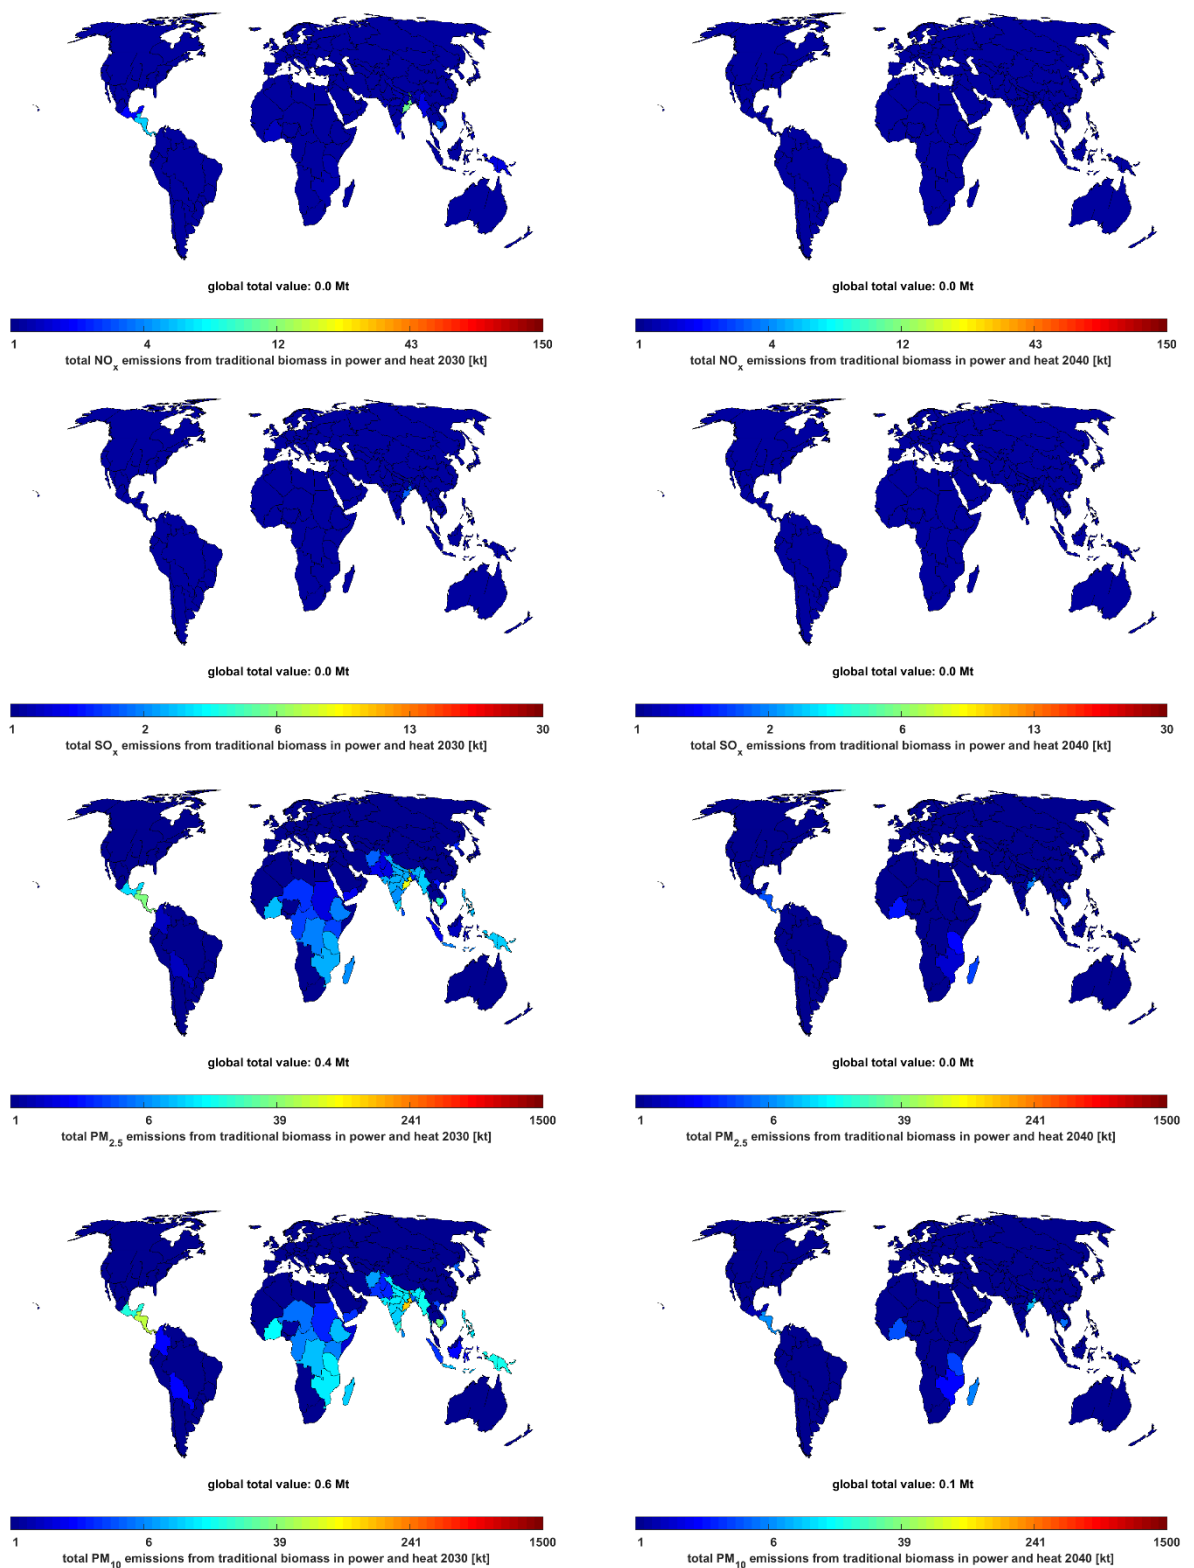 global total value: 0.0 Mt
1 4 12 43 150
total NOx emissions from traditional biomass in power and heat 2030 [kt]
global total value: 0.0 Mt
1 4 12 43 150
total NOx emissions from traditional biomass in power and heat 2040 [kt]
global total value: 0.0 Mt
1 2 6 13 30
total SOx emissions from traditional biomass in power and heat 2030 [kt]
global total value: 0.0 Mt
1 2 6 13 30
total SOx emissions from traditional biomass in power and heat 2040 [kt]
global total value: 0.4 Mt
1 6 39 241 1500
total PM2.5 emissions from traditional biomass in power and heat 2030 [kt]
global total value: 0.0 Mt
1 6 39 241 1500
total PM2.5 emissions from traditional biomass in power and heat 2040 [kt]
global total value: 0.6 Mt
1 6 39 241 1500
total PM10 emissions from traditional biomass in power and heat 2030 [kt]
global total value: 0.1 Mt
1 6 39 241 1500
total PM10 emissions from traditional biomass in power and heat 2040 [kt]